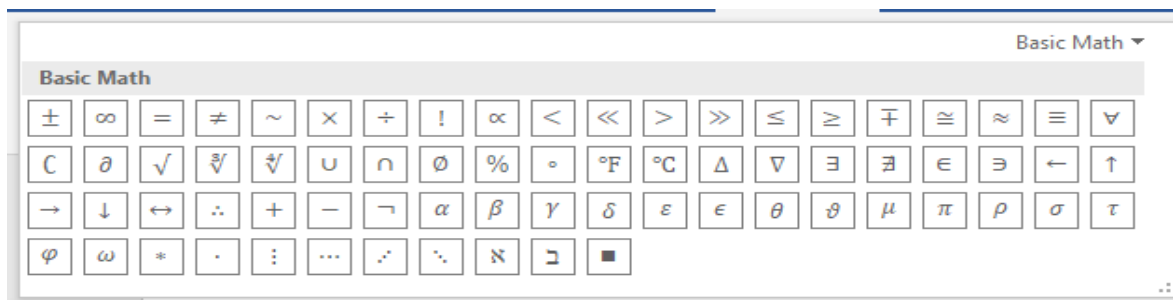 Basic Math
Basic Math
± ∞ = ≠ ~ × ÷ ! ∝ < ≪ > ≫ ≤ ≥ ∓ ≅ ≈ ≡ ∀
∁ ∂ √ ∛ ∜ ∪ ∩ ∅ % ° °F °C ∆ ∇ ∃ ∄ ∈ ∋ ← ↑
→ ↓ ↔ ∴ + − ¬ α β γ δ ε ϵ θ ϑ μ π ρ σ τ
φ ω ∗ ∙ ⋮ ⋯ ⋰ ⋱ ℵ ℶ ∎